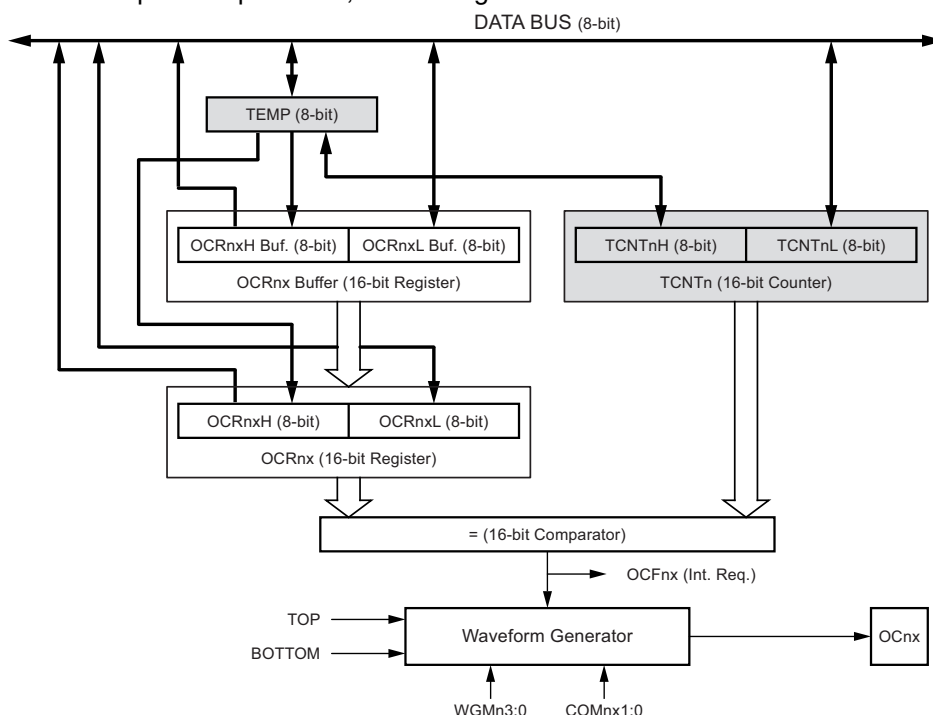 DATA BUS (8-bit)
TEMP (8-bit)
OCRnxH Buf. (8-bit) OCRnxL Buf. (8-bit)
OCRnx Buffer (16-bit Register)
TCNTnH (8-bit) TCNTnL (8-bit)
TCNTn (16-bit Counter)
OCRnxH (8-bit) OCRnxL (8-bit)
OCRnx (16-bit Register)
= (16-bit Comparator)
OCFnx (Int. Req.)
TOP
BOTTOM
Waveform Generator
OCnx
WGMn3:0 COMnx1:0